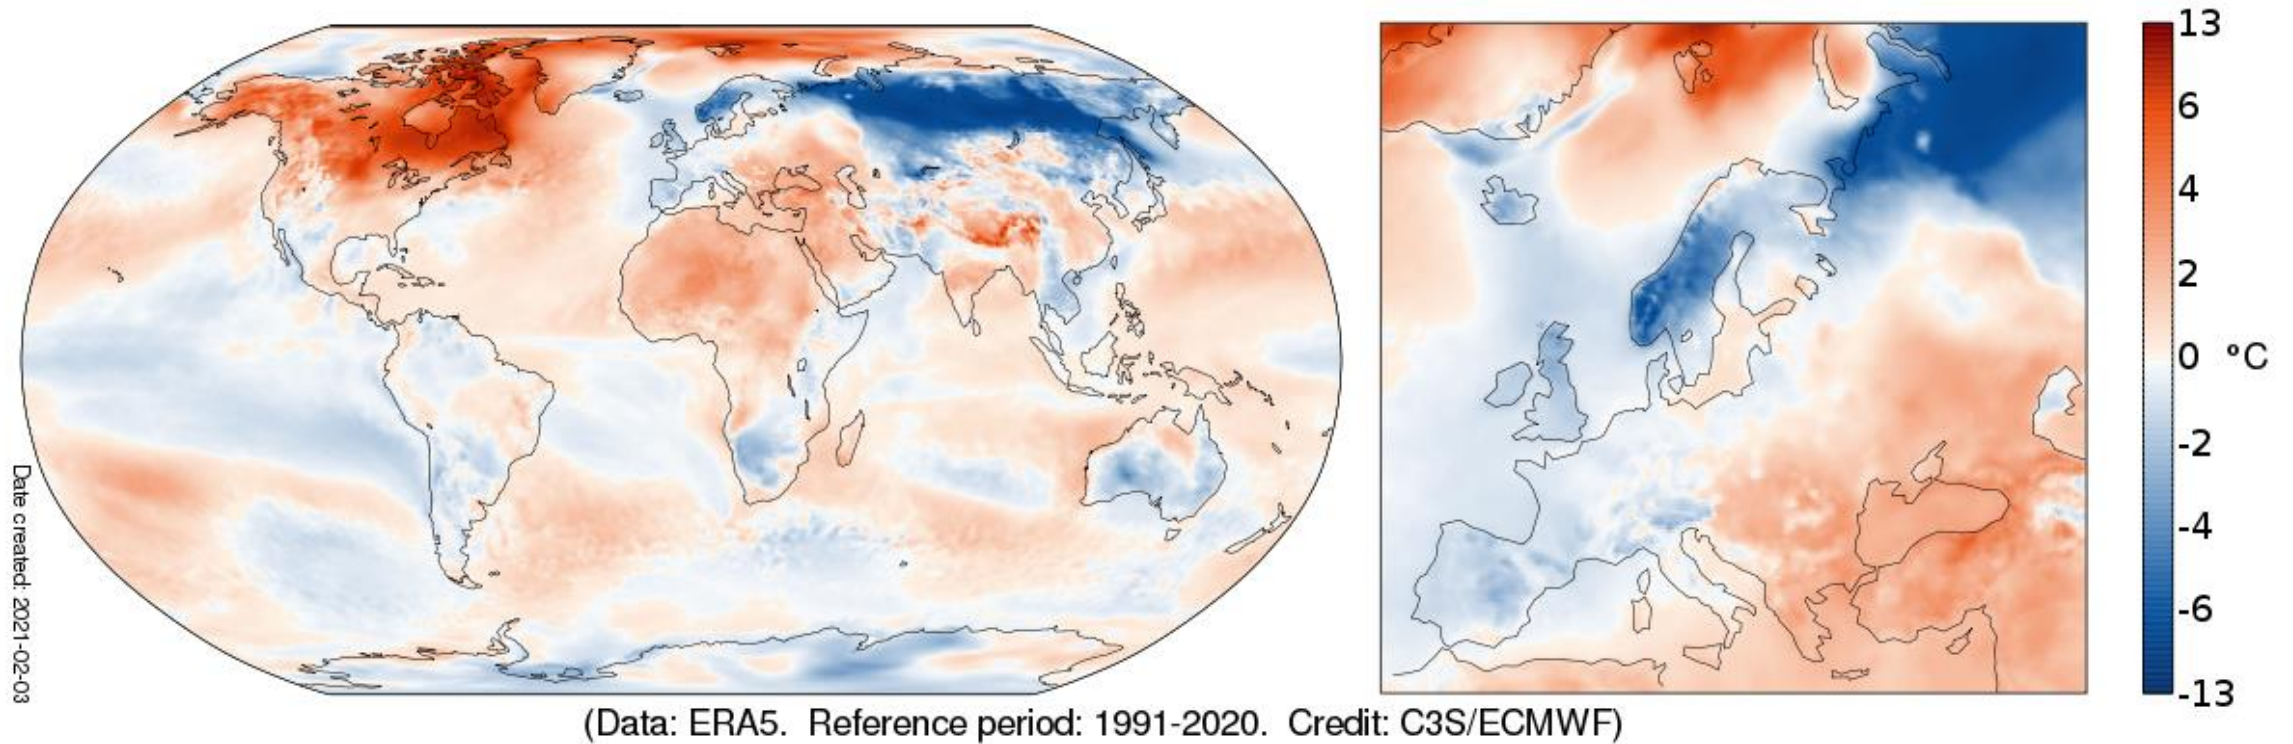 13
6
4
2
0 °C
-2
-4
-6
-13
Date created: 2021-02-03
(Data: ERA5. Reference period: 1991-2020. Credit: C3S/ECMWF)